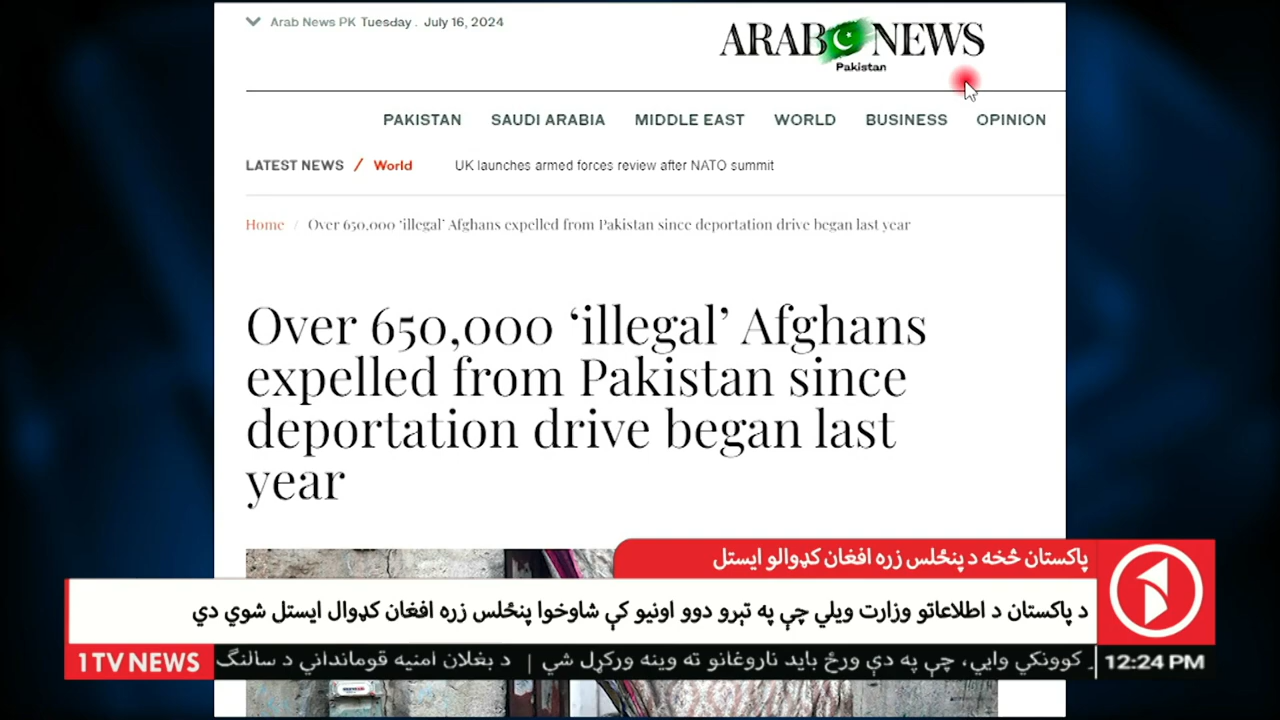 Arab News PK Tuesday . July 16, 2024
ARAB NEWS
Pakistan
PAKISTAN SAUDI ARABIA MIDDLE EAST WORLD BUSINESS OPINION
LATEST NEWS / World UK launches armed forces review after NATO summit
Home / Over 650,000 ‘illegal’ Afghans expelled from Pakistan since deportation drive began last year
Over 650,000 ‘illegal’ Afghans
expelled from Pakistan since
deportation drive began last
year
پاکستان څخه د پنځلس زره افغان کډوالو ایستل
د پاکستان د اطلاعاتو وزارت ویلي چې په تېرو دوو اونیو کې شاوخوا پنځلس زره افغان کډوال ایستل شوي دي
1TV NEWS
کوونکي وايي، چې په دې ورځ باید ناروغانو ته وینه ورکړل شي | د بغلان امنیه قوماندانۍ د سالنګ
12:24 PM